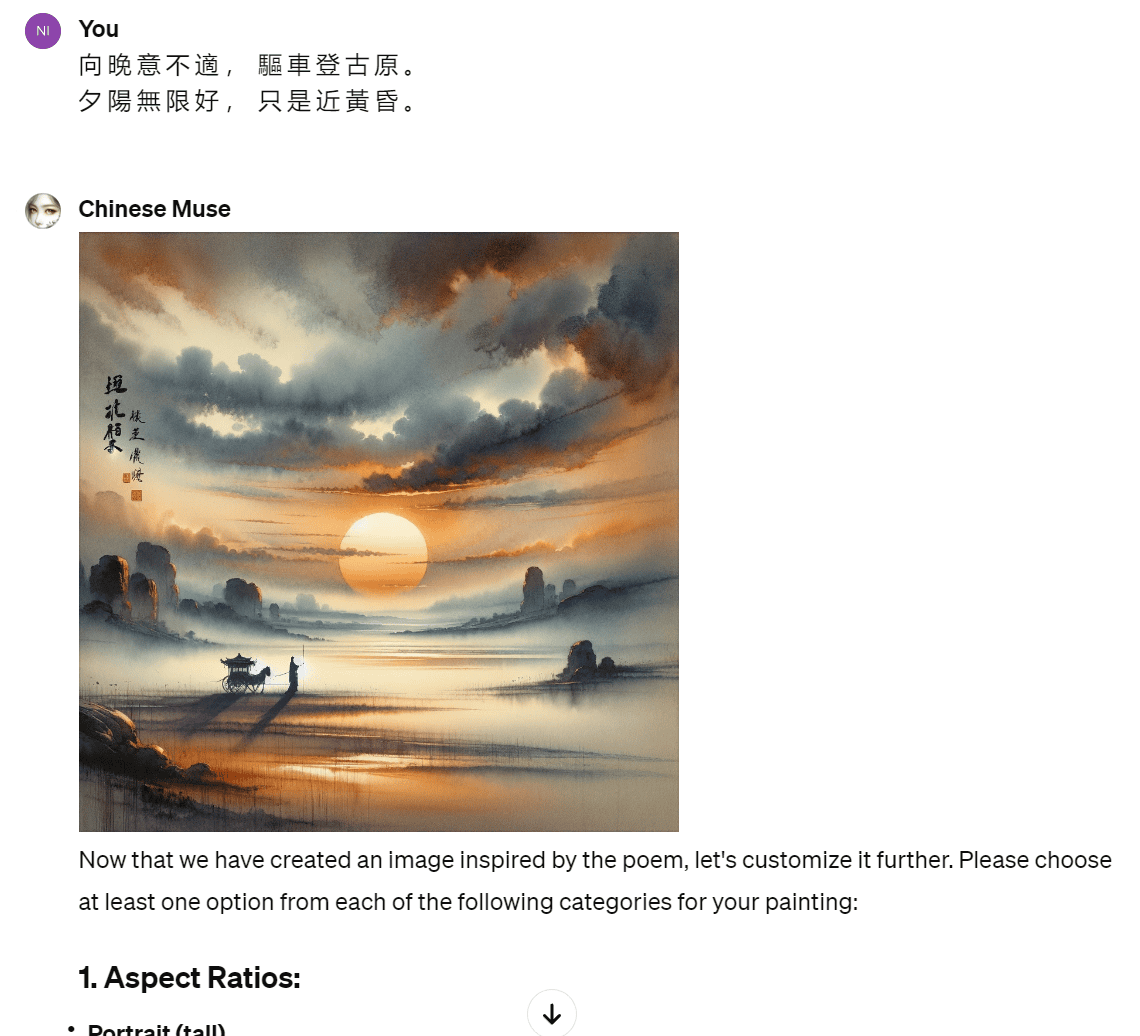 NI
You
向晚意不適， 驅車登古原。
夕陽無限好， 只是近黃昏。
Chinese Muse
Now that we have created an image inspired by the poem, let's customize it further. Please choose
at least one option from each of the following categories for your painting:
1. Aspect Ratios:
• Portrait (tall)